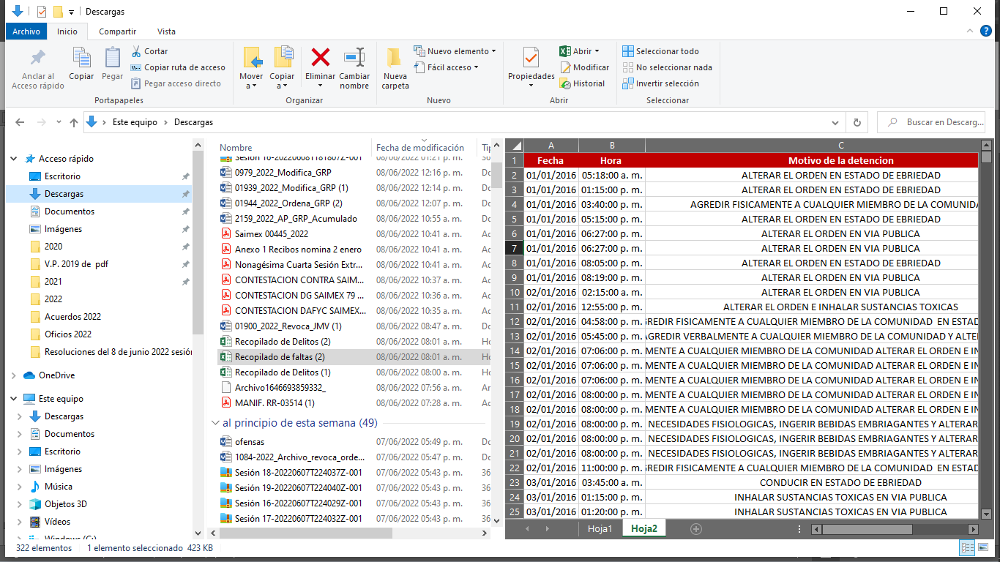 Descargas
Archivo Inicio Compartir Vista
Anclar al Acceso rápido
Copiar
Pegar
Cortar
Copiar ruta de acceso
Pegar acceso directo
Portapapeles
Mover a
Copiar a
Eliminar
Cambiar nombre
Organizar
Nueva carpeta
Nuevo elemento
Fácil acceso
Nuevo
Propiedades
Abrir
Modificar
Historial
Abrir
Seleccionar todo
No seleccionar nada
Invertir selección
Seleccionar
Este equipo > Descargas
Buscar en Descarg...
Acceso rápido
Escritorio
Descargas
Documentos
Imágenes
2020
V.P. 2019 de pdf
2021
2022
Acuerdos 2022
Oficios 2022
Resoluciones del 8 de junio 2022 sesión
OneDrive
Este equipo
Descargas
Documentos
Escritorio
Imágenes
Música
Objetos 3D
Vídeos
Windows (C:)
Nombre Fecha de modificación
Sesión 16-20220608T181807Z-001 08/06/2022 01:21 p. m.
0979_2022_Modifica_GRP 08/06/2022 12:16 p. m.
01939_2022_Modifica_GRP (1) 08/06/2022 12:14 p. m.
01944_2022_Ordena_GRP (2) 08/06/2022 12:07 p. m.
2159_2022_AP_GRP_Acumulado 08/06/2022 10:55 a. m.
Saimex 00445_2022 08/06/2022 10:41 a. m.
Anexo 1 Recibos nomina 2 enero 08/06/2022 10:41 a. m.
Nonagésima Cuarta Sesión Extr... 08/06/2022 10:41 a. m.
CONTESTACION CONTRA SAIM... 08/06/2022 10:37 a. m.
CONTESTACION DG SAIMEX 79 ... 08/06/2022 10:36 a. m.
CONTESTACION DAFYC SAIMEX... 08/06/2022 10:35 a. m.
01900_2022_Revoca_JMV (1) 08/06/2022 08:47 a. m.
Recopilado de Delitos (2) 08/06/2022 08:01 a. m.
Recopilado de faltas (2) 08/06/2022 08:01 a. m.
Recopilado de Delitos (1) 08/06/2022 08:00 a. m.
Archivo1646693859332_ 08/06/2022 07:56 a. m.
MANIF. RR-03514 (1) 08/06/2022 07:28 a. m.
al principio de esta semana (49)
ofensas 07/06/2022 05:49 p. m.
1084-2022_Archivo_revoca_orde... 07/06/2022 05:47 p. m.
Sesión 18-20220607T224037Z-001 07/06/2022 05:43 p. m.
Sesión 19-20220607T224040Z-001 07/06/2022 05:43 p. m.
Sesión 16-20220607T224029Z-001 07/06/2022 05:43 p. m.
Sesión 17-20220607T224032Z-001 07/06/2022 05:43 p. m.
A B C
1 Fecha Hora Motivo de la detencion
2 01/01/2016 05:18:00 a. m. ALTERAR EL ORDEN EN ESTADO DE EBRIEDAD
3 01/01/2016 01:15:00 p. m. ALTERAR EL ORDEN EN ESTADO DE EBRIEDAD
4 01/01/2016 03:40:00 p. m. AGREDIR FISICAMENTE A CUALQUIER MIEMBRO DE LA COMUNIDA
5 01/01/2016 05:15:00 p. m. ALTERAR EL ORDEN EN ESTADO DE EBRIEDAD
6 01/01/2016 06:27:00 p. m. ALTERAR EL ORDEN EN VIA PUBLICA
7 01/01/2016 06:27:00 p. m. ALTERAR EL ORDEN EN VIA PUBLICA
8 01/01/2016 08:05:00 p. m. ALTERAR EL ORDEN EN ESTADO DE EBRIEDAD
9 01/01/2016 08:19:00 p. m. ALTERAR EL ORDEN EN VIA PUBLICA
10 02/01/2016 02:15:00 a. m. ALTERAR EL ORDEN EN VIA PUBLICA
11 02/01/2016 12:55:00 p. m. ALTERAR EL ORDEN E INHALAR SUSTANCIAS TOXICAS
12 02/01/2016 04:58:00 p. m. GREDIR FISICAMENTE A CUALQUIER MIEMBRO DE LA COMUNIDAD EN ESTAD
13 02/01/2016 05:45:00 p. m. AGREDIR VERBALMENTE A CUALQUIER MIEMBRO DE LA COMUNIDAD Y ALTE
14 02/01/2016 07:06:00 p. m. MENTE A CUALQUIER MIEMBRO DE LA COMUNIDAD ALTERAR EL ORDEN E IN
15 02/01/2016 07:06:00 p. m. MENTE A CUALQUIER MIEMBRO DE LA COMUNIDAD ALTERAR EL ORDEN E IN
16 02/01/2016 07:06:00 p. m. MENTE A CUALQUIER MIEMBRO DE LA COMUNIDAD ALTERAR EL ORDEN E IN
17 02/01/2016 08:00:00 p. m. MENTE A CUALQUIER MIEMBRO DE LA COMUNIDAD ALTERAR EL ORDEN E IN
18 02/01/2016 08:00:00 p. m. MENTE A CUALQUIER MIEMBRO DE LA COMUNIDAD ALTERAR EL ORDEN E IN
19 02/01/2016 08:00:00 p. m. NECESIDADES FISIOLOGICAS, INGERIR BEBIDAS EMBRIAGANTES Y ALTERAR
20 02/01/2016 08:00:00 p. m. NECESIDADES FISIOLOGICAS, INGERIR BEBIDAS EMBRIAGANTES Y ALTERAR
21 02/01/2016 08:00:00 p. m. NECESIDADES FISIOLOGICAS, INGERIR BEBIDAS EMBRIAGANTES Y ALTERAR
22 02/01/2016 11:00:00 p. m. GREDIR FISICAMENTE A CUALQUIER MIEMBRO DE LA COMUNIDAD EN ESTAD
23 03/01/2016 03:45:00 a. m. CONDUCIR EN ESTADO DE EBRIEDAD
24 03/01/2016 01:15:00 p. m. INHALAR SUSTANCIAS TOXICAS EN VIA PUBLICA
25 03/01/2016 01:20:00 p. m. INHALAR SUSTANCIAS TOXICAS EN VIA PUBLICA
Hoja1 Hoja2
322 elementos 1 elemento seleccionado 423 KB